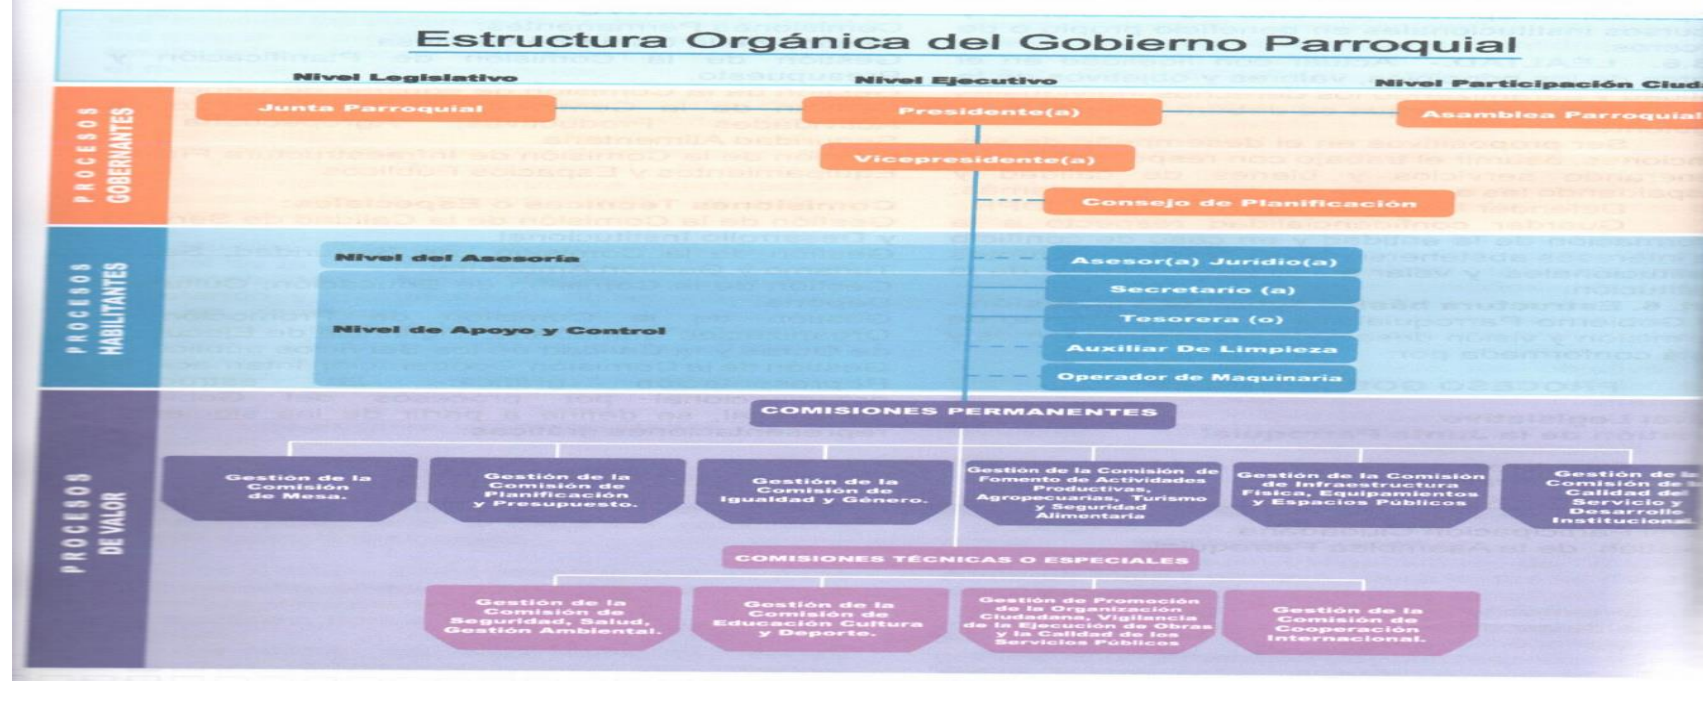 Estructura Orgánica del Gobierno Parroquial
Nivel Legislativo
Nivel Ejecutivo
Nivel Participación
PROCESOS
GOBERNANTES
Junta Parroquial
Presidente(a)
Asamblea Parroquial
Vicepresidente(a)
Consejo de Planificación
PROCESOS
HABILITANTES
Nivel del Asesoría
Asesor(a) Jurídio(a)
Secretario (a)
Nivel de Apoyo y Control
Tesorera (o)
Auxiliar De Limpieza
Operador de Maquinaria
PROCESOS
DE VALOR
COMISIONES PERMANENTES
Gestión de la
Comisión
de Mesa.
Gestión de la
Comisión de
Planificación
y Presupuesto.
Gestión de la
Comisión de
Igualdad y Género.
Gestión de la Comisión de
Fomento de Actividades
Productivas,
Agropecuarias, Turismo
y Seguridad
Alimentaria
Gestión de la Comisión
de Infraestructura
Física, Equipamientos
y Espacios Públicos
Gestión de la
Comisión de
Calidad del
Servicio y
Desarrollo
Institucional.
COMISIONES TÉCNICAS O ESPECIALES
Gestión de la
Comisión de
Seguridad, Salud,
Gestión Ambiental.
Gestión de la
Comisión de
Educación Cultura
y Deporte.
Gestión de Promoción
de la Organización
Ciudadana, Vigilancia
de la Ejecución de Obras
y la Calidad de los
Servicios Públicos
Gestión de la
Comisión de
Cooperación
Internacional.